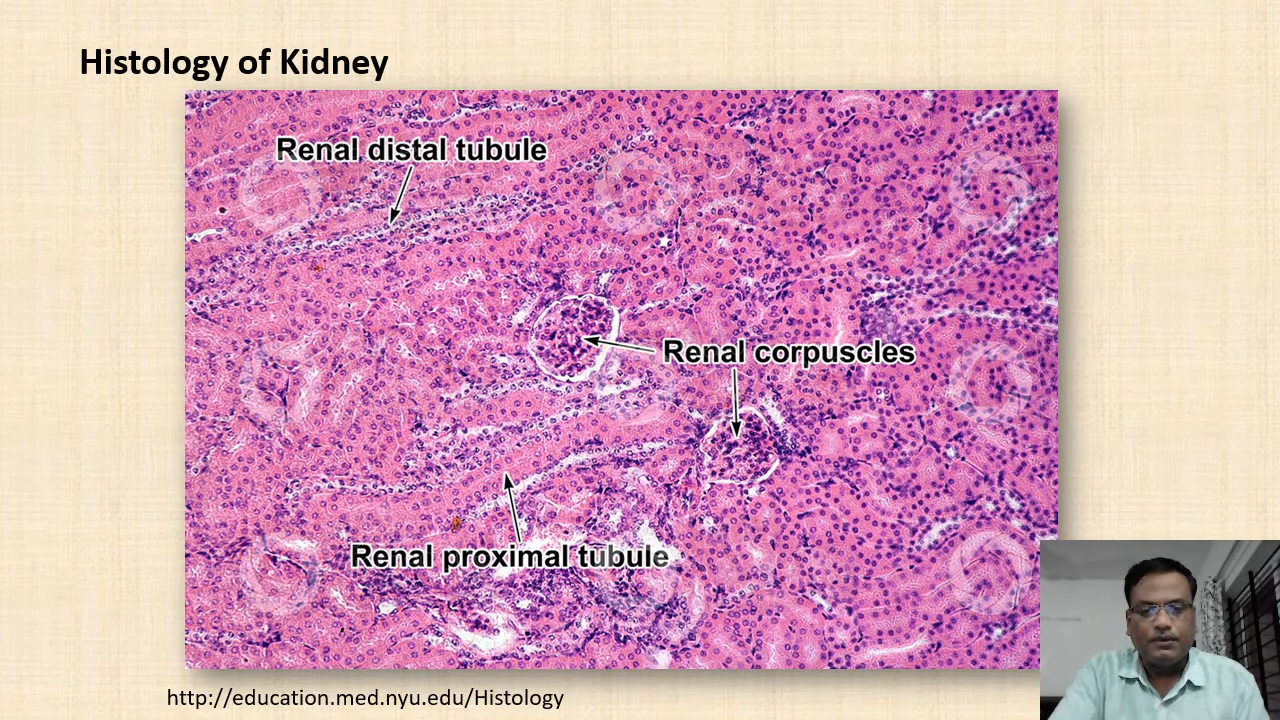 Histology of Kidney
Renal distal tubule
Renal corpuscles
Renal proximal tubule
http://education.med.nyu.edu/Histology